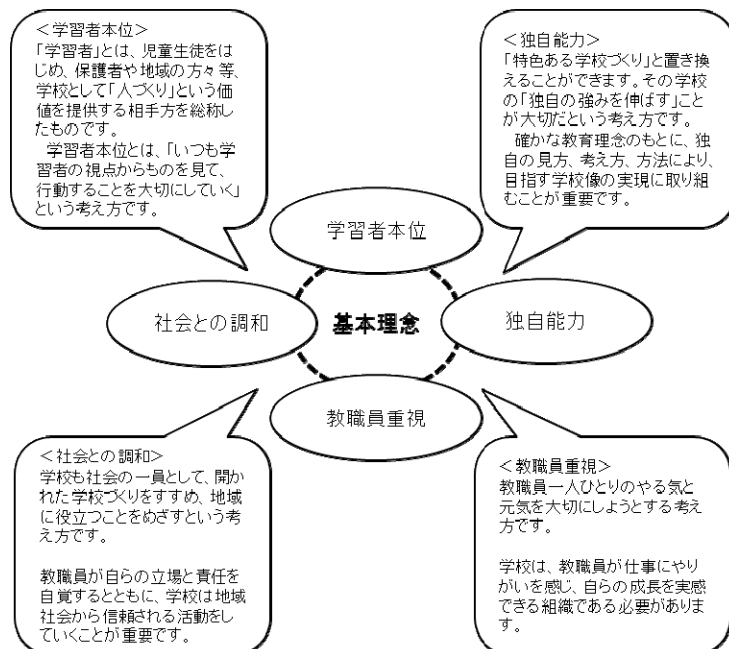 ＜学習者本位＞
「学習者」とは、児童生徒をは
じめ、保護者や地域の方々等、
学校として「人づくり」という価
値を提供する相手方を総称し
たものです。
　学習者本位とは、「いつも学
習者の視点からものを見て、
行動することを大切にしていく」
という考え方です。
＜独自能力＞
「特色ある学校づくり」と置き換
えることができます。その学校
の「独自の強みを伸ばす」こと
が大切だという考え方です。
　確かな教育理念のもとに、独
自の見方、考え方、方法により、
目指す学校像の実現に取り組
むことが重要です。
学習者本位
社会との調和
基本理念
独自能力
教職員重視
＜社会との調和＞
学校も社会の一員として、開か
れた学校づくりをすすめ、地域
に役立つことをめざすという考
え方です。
教職員が自らの立場と責任を
自覚するとともに、学校は地域
社会から信頼される活動をし
ていくことが重要です。
＜教職員重視＞
教職員一人ひとりのやる気と
元気を大切にしようとする考え
方です。
学校は、教職員が仕事にやり
がいを感じ、自らの成長を実感
できる組織である必要がありま
す。